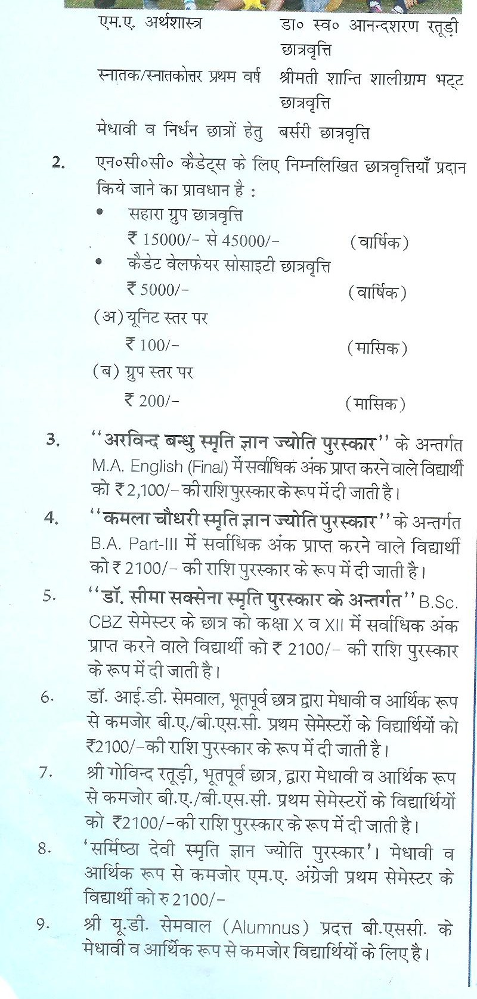 एम.ए. अर्थशास्त्र डा० स्व० आनन्दशरण रतूड़ी
छात्रवृत्ति
स्नातक/स्नातकोत्तर प्रथम वर्ष श्रीमती शान्ति शालीग्राम भट्ट
छात्रवृत्ति
मेधावी व निर्धन छात्रों हेतु बर्सरी छात्रवृत्ति
2. एन०सी०सी० कैडेट्स के लिए निम्नलिखित छात्रवृत्तियाँ प्रदान
किये जाने का प्रावधान है :
• सहारा ग्रुप छात्रवृत्ति
₹ 15000/- से 45000/- (वार्षिक)
• कैडेट वेलफेयर सोसाइटी छात्रवृत्ति
₹ 5000/- (वार्षिक)
(अ) यूनिट स्तर पर
₹ 100/- (मासिक)
(ब) ग्रुप स्तर पर
₹ 200/- (मासिक)
3. ‘‘अरविन्द बन्धु स्मृति ज्ञान ज्योति पुरस्कार’’ के अन्तर्गत
M.A. English (Final) में सर्वाधिक अंक प्राप्त करने वाले विद्यार्थी
को ₹ 2,100/- की राशि पुरस्कार के रूप में दी जाती है।
4. ‘‘कमला चौधरी स्मृति ज्ञान ज्योति पुरस्कार’’ के अन्तर्गत
B.A. Part-III में सर्वाधिक अंक प्राप्त करने वाले विद्यार्थी
को ₹ 2100/- की राशि पुरस्कार के रूप में दी जाती है।
5. ‘‘डॉ. सीमा सक्सेना स्मृति पुरस्कार के अन्तर्गत’’ B.Sc.
CBZ सेमेस्टर के छात्र को कक्षा X व XII में सर्वाधिक अंक
प्राप्त करने वाले विद्यार्थी को ₹ 2100/- की राशि पुरस्कार
के रूप में दी जाती है।
6. डॉ. आई.डी. सेमवाल, भूतपूर्व छात्र द्वारा मेधावी व आर्थिक रूप
से कमजोर बी.ए./बी.एस.सी. प्रथम सेमेस्टरों के विद्यार्थियों को
₹2100/-की राशि पुरस्कार के रूप में दी जाती है।
7. श्री गोविन्द रतूड़ी, भूतपूर्व छात्र, द्वारा मेधावी व आर्थिक रूप
से कमजोर बी.ए./बी.एस.सी. प्रथम सेमेस्टरों के विद्यार्थियों
को ₹2100/-की राशि पुरस्कार के रूप में दी जाती है।
8. ‘सर्मिष्ठा देवी स्मृति ज्ञान ज्योति पुरस्कार’। मेधावी व
आर्थिक रूप से कमजोर एम.ए. अंग्रेजी प्रथम सेमेस्टर के
विद्यार्थी को रु 2100/-
9. श्री यू.डी. सेमवाल (Alumnus) प्रदत्त बी.एससी. के
मेधावी व आर्थिक रूप से कमजोर विद्यार्थियों के लिए है।